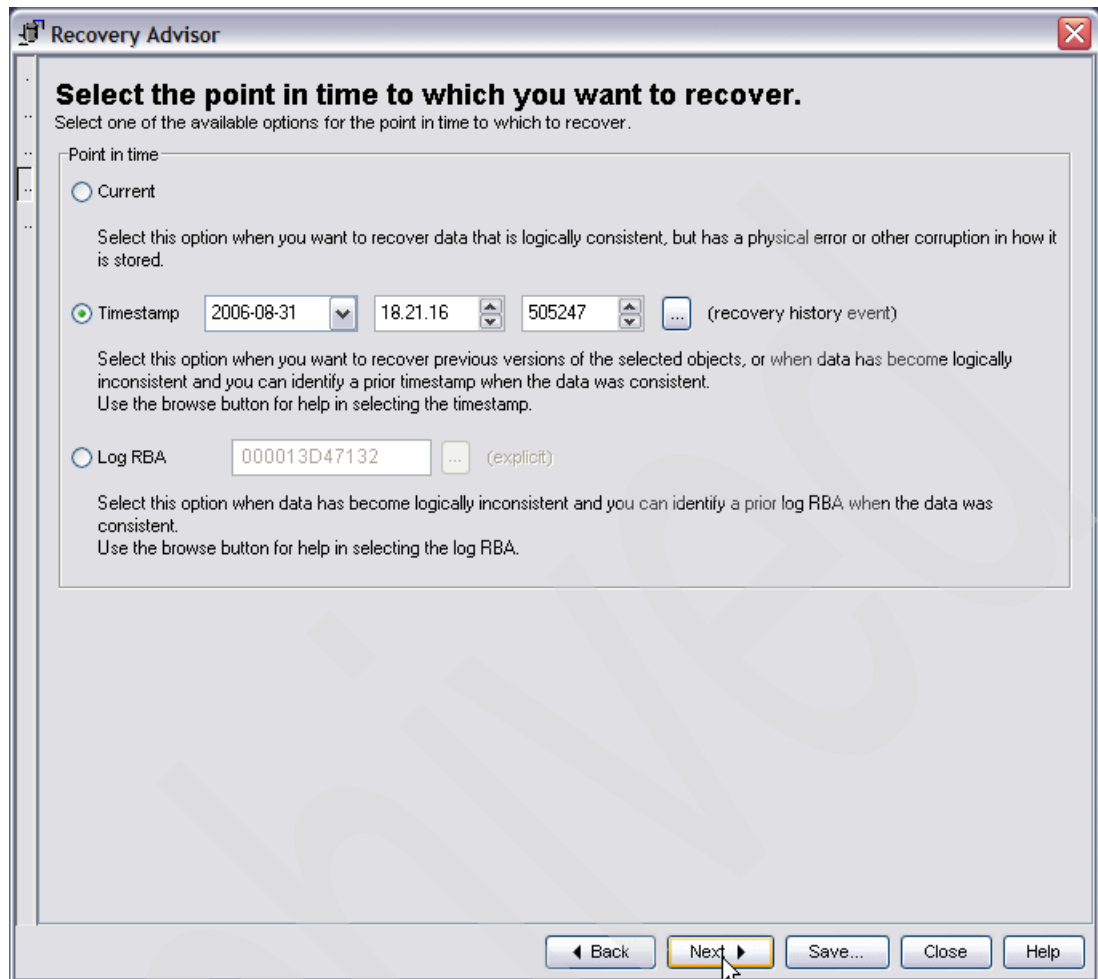 Recovery Advisor
Select the point in time to which you want to recover.
Select one of the available options for the point in time to which to recover.
Point in time
Current
Select this option when you want to recover data that is logically consistent, but has a physical error or other corruption in how it
is stored.
Timestamp 2006-08-31 18.21.16 505247 ... (recovery history event)
Select this option when you want to recover previous versions of the selected objects, or when data has become logically
inconsistent and you can identify a prior timestamp when the data was consistent.
Use the browse button for help in selecting the timestamp.
Log RBA 000013D47132 ... (explicit)
Select this option when data has become logically inconsistent and you can identify a prior log RBA when the data was
consistent.
Use the browse button for help in selecting the log RBA.
Back Next Save... Close Help